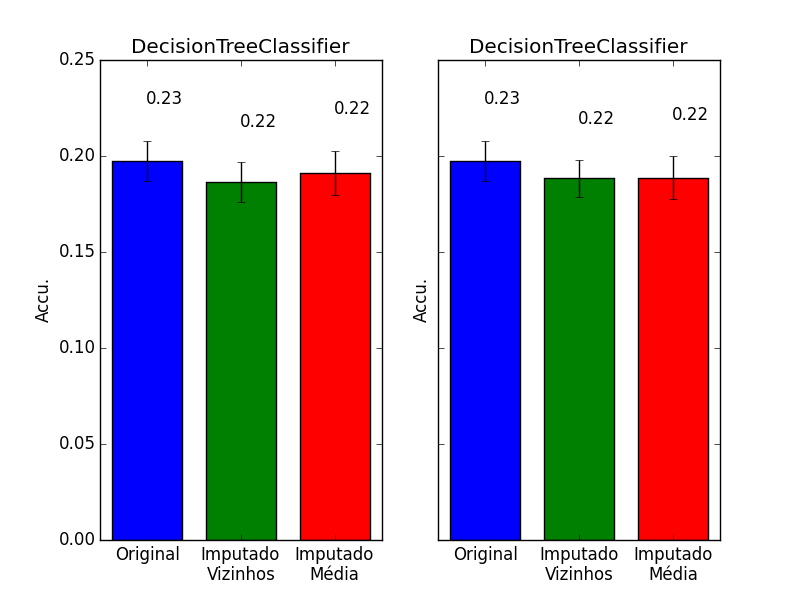 DecisionTreeClassifier
Accu.
0.25
0.20
0.15
0.10
0.05
0.00
0.23
0.22
0.22
Original
Imputado
Vizinhos
Imputado
Média
DecisionTreeClassifier
Accu.
0.23
0.22
0.22
Original
Imputado
Vizinhos
Imputado
Média